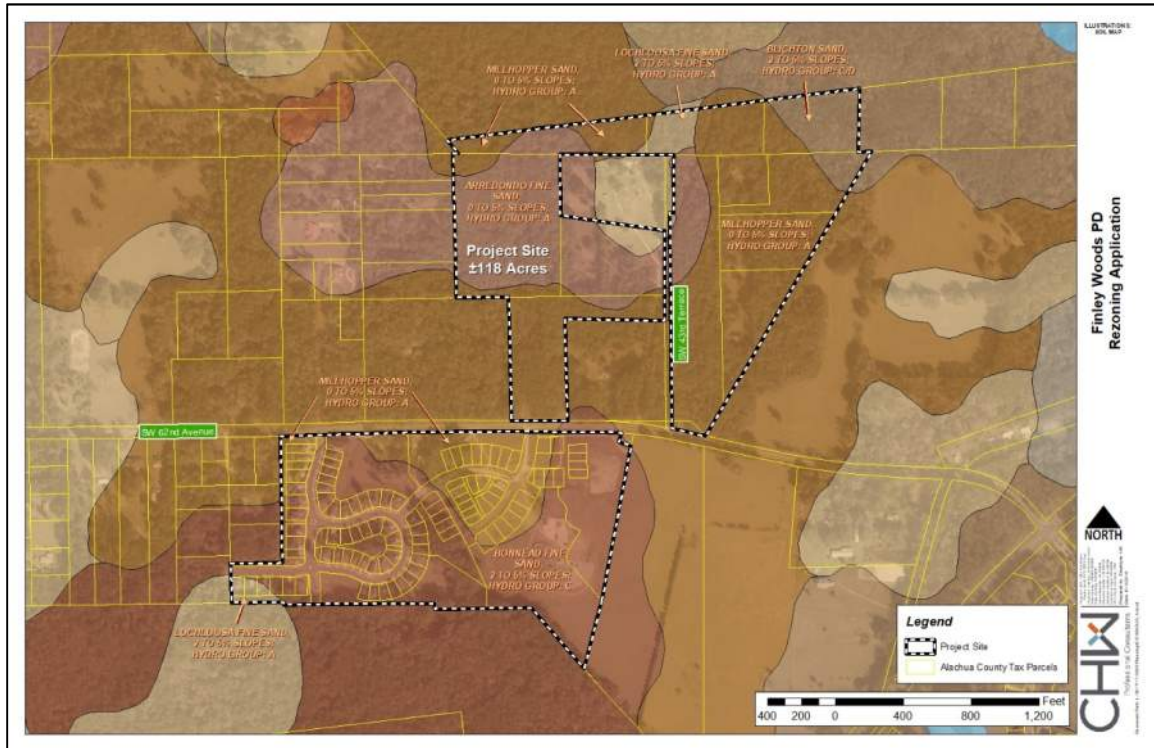 ILLUSTRATIONS:
SOIL MAP
Finley Woods PD
Rezoning Application
LOCHLOOSA FINE SAND,
2 TO 5% SLOPES;
HYDRO GROUP: A
BLICHTON SAND,
2 TO 5% SLOPES,
HYDRO GROUP: C/D
MILLHOPPER SAND,
0 TO 5% SLOPES;
HYDRO GROUP: A
ARREDONDO FINE
SAND,
0 TO 5% SLOPES;
HYDRO GROUP: A
Project Site
±118 Acres
MILLHOPPER SAND,
0 TO 5% SLOPES;
HYDRO GROUP: A
SW 43rd Terrace
MILLHOPPER SAND,
0 TO 5% SLOPES;
HYDRO GROUP: A
SW 62nd Avenue
BONNEAU FINE
SAND,
2 TO 5% SLOPES;
HYDRO GROUP: C
LOCHLOOSA FINE SAND,
2 TO 5% SLOPES;
HYDRO GROUP: A
NORTH
Legend
Project Site
Alachua County Tax Parcels
Feet
400 200 0 400 800 1,200
CHW
Professional Consultants